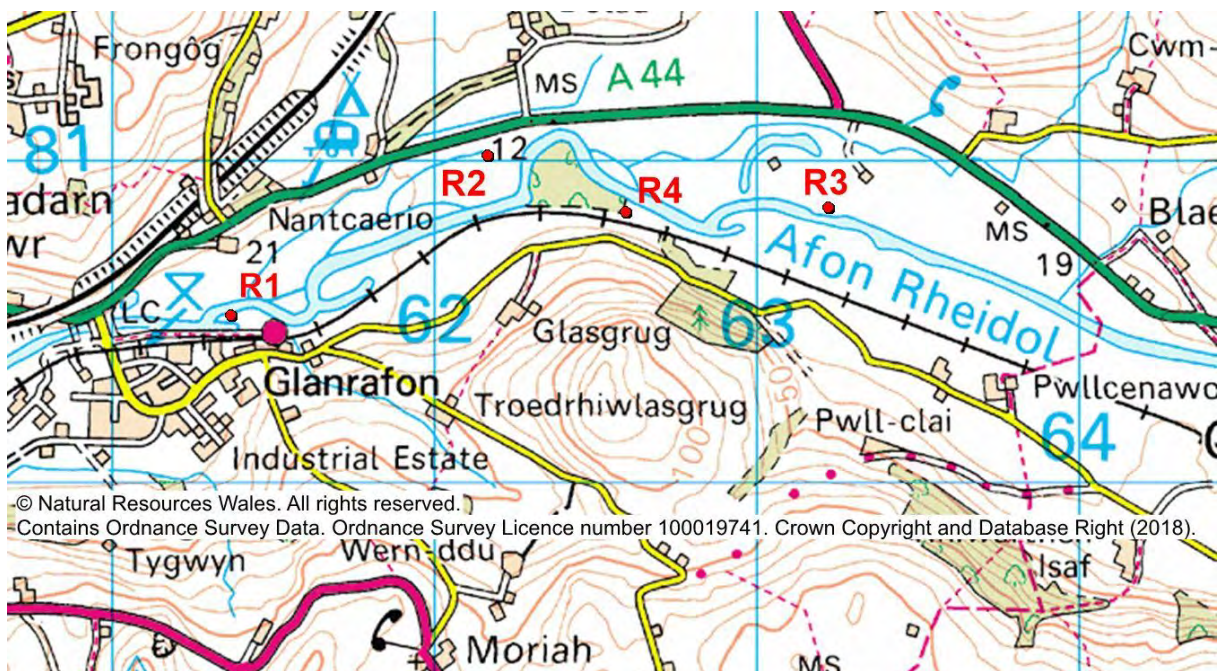 Frongôg
MS
A 44
Cwm-
81
12
R2
R4
R3
adarn
wr
Nantcaerio
21
R1
Afon Rheidol
MS
Blae
19
LC
62
63
Glasgrug
Glanrafon
50
Pwllcenawo
Troedrhiwlasgrug
Pwll-clai
100
64
Industrial Estate
© Natural Resources Wales. All rights reserved.
Contains Ordnance Survey Data. Ordnance Survey Licence number 100019741. Crown Copyright and Database Right (2018).
Tygwyn
Wern-ddu
Isaf
Moriah
MS